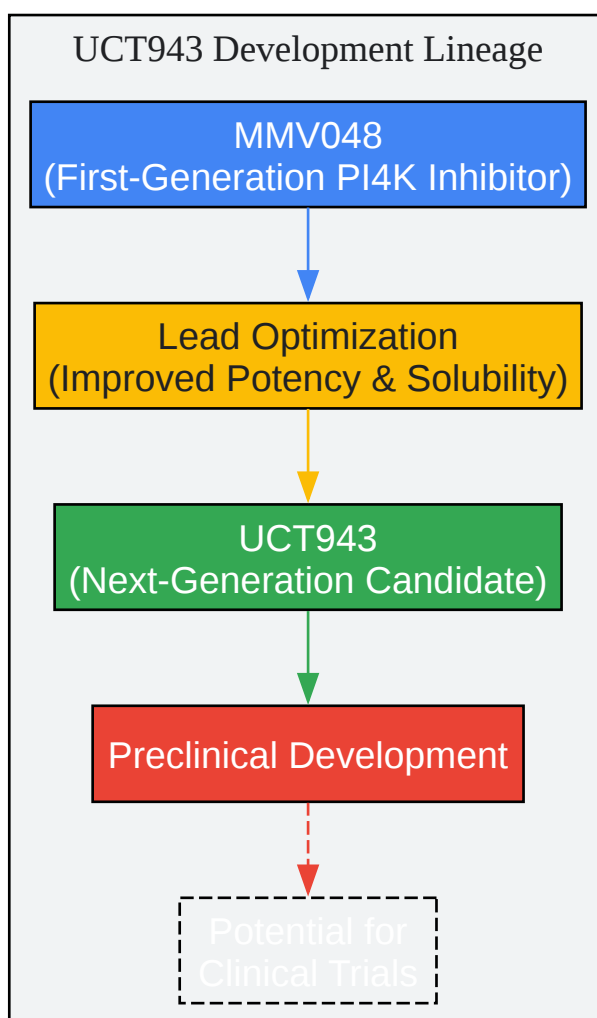 UCT943 Development Lineage
MMV048
(First-Generation PI4K Inhibitor)
Lead Optimization
(Improved Potency & Solubility)
UCT943
(Next-Generation Candidate)
Preclinical Development
Potential for
Clinical Trials